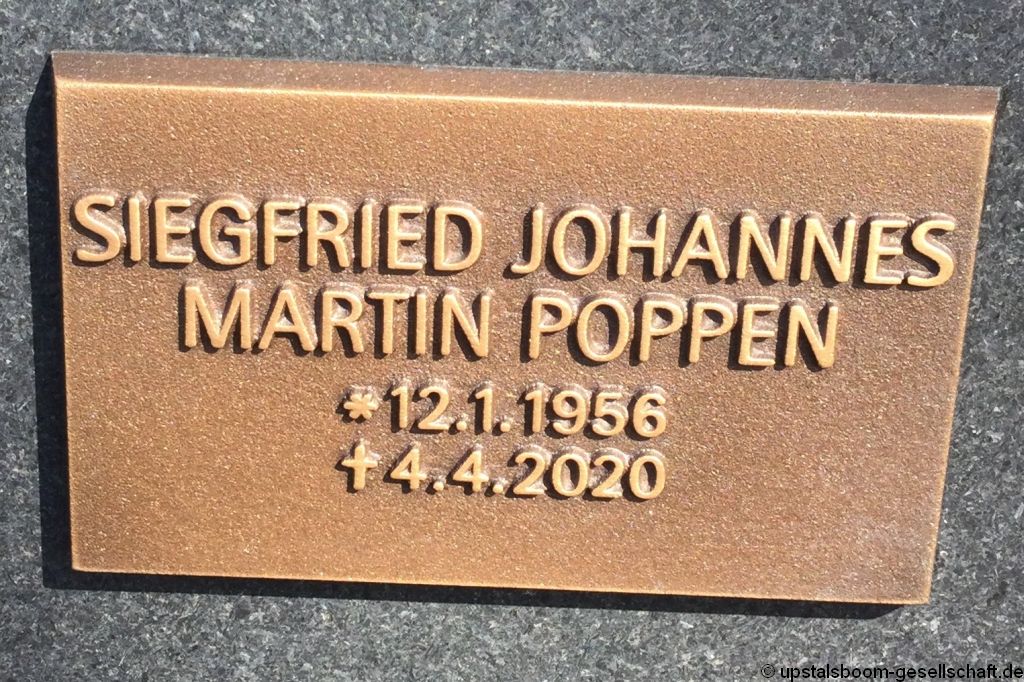 SIEGFRIED JOHANNES
MARTIN POPPEN
* 12.1.1956
† 4.4.2020
© upstalsboom-gesellschaft.de